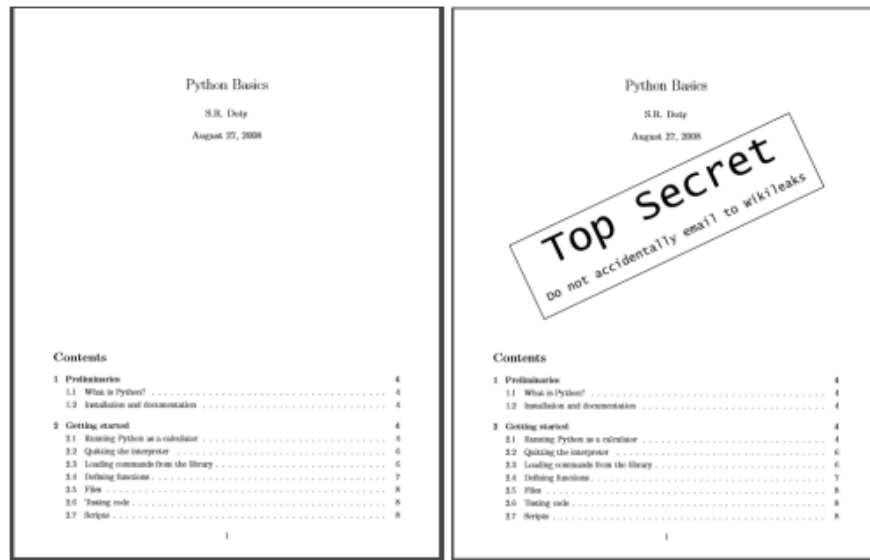 Python Basics
S.R. Doty
August 27, 2008
Contents
1 Preliminaries 4
1.1 What is Python? . . . . . . . . . . . . . . . . . . . . . . . . . . . . . . 4
1.2 Installation and documentation . . . . . . . . . . . . . . . . . . . . . . 4
2 Getting started 4
2.1 Running Python as a calculator . . . . . . . . . . . . . . . . . . . . . . 4
2.2 Quitting the interpreter . . . . . . . . . . . . . . . . . . . . . . . . . . 6
2.3 Loading commands from the library . . . . . . . . . . . . . . . . . . . . 6
2.4 Defining functions . . . . . . . . . . . . . . . . . . . . . . . . . . . . . 7
2.5 Files . . . . . . . . . . . . . . . . . . . . . . . . . . . . . . . . . . . . 8
2.6 Testing code . . . . . . . . . . . . . . . . . . . . . . . . . . . . . . . . 8
2.7 Scripts . . . . . . . . . . . . . . . . . . . . . . . . . . . . . . . . . . . 8
1
Python Basics
S.R. Doty
August 27, 2008
Top Secret
Do not accidentally email to wikileaks
Contents
1 Preliminaries 4
1.1 What is Python? . . . . . . . . . . . . . . . . . . . . . . . . . . . . . . 4
1.2 Installation and documentation . . . . . . . . . . . . . . . . . . . . . . 4
2 Getting started 4
2.1 Running Python as a calculator . . . . . . . . . . . . . . . . . . . . . . 4
2.2 Quitting the interpreter . . . . . . . . . . . . . . . . . . . . . . . . . . 6
2.3 Loading commands from the library . . . . . . . . . . . . . . . . . . . . 6
2.4 Defining functions . . . . . . . . . . . . . . . . . . . . . . . . . . . . . 7
2.5 Files . . . . . . . . . . . . . . . . . . . . . . . . . . . . . . . . . . . . 8
2.6 Testing code . . . . . . . . . . . . . . . . . . . . . . . . . . . . . . . . 8
2.7 Scripts . . . . . . . . . . . . . . . . . . . . . . . . . . . . . . . . . . . 8
1